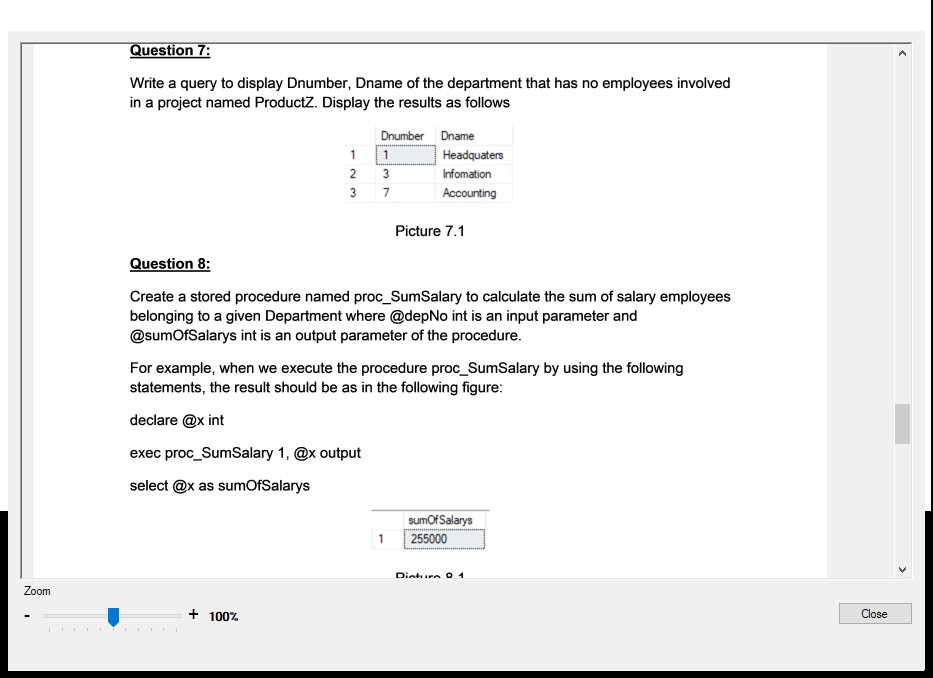 Question 7:
Write a query to display Dnumber, Dname of the department that has no employees involved
in a project named ProductZ. Display the results as follows
Dnumber Dname
1 1 Headquaters
2 3 Infomation
3 7 Accounting
Picture 7.1
Question 8:
Create a stored procedure named proc_SumSalary to calculate the sum of salary employees
belonging to a given Department where @depNo int is an input parameter and
@sumOfSalarys int is an output parameter of the procedure.
For example, when we execute the procedure proc_SumSalary by using the following
statements, the result should be as in the following figure:
declare @x int
exec proc_SumSalary 1, @x output
select @x as sumOfSalarys
sumOfSalarys
1 255000
Picture 8.1
Zoom
- + 100%
Close